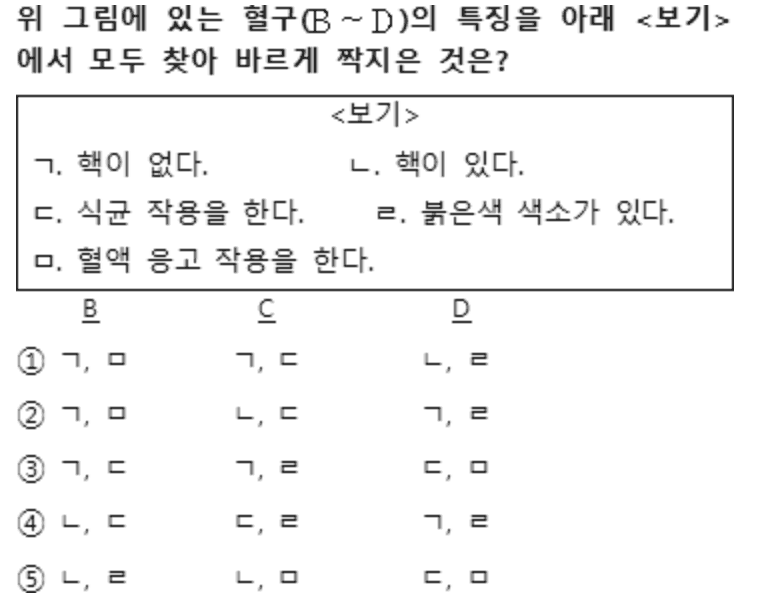 위 그림에 있는 혈구(B ~ D)의 특징을 아래 <보기>
에서 모두 찾아 바르게 짝지은 것은?
<보기>
ㄱ. 핵이 없다. ㄴ. 핵이 있다.
ㄷ. 식균 작용을 한다. ㄹ. 붉은색 색소가 있다.
ㅁ. 혈액 응고 작용을 한다.
B C D
① ㄱ, ㅁ ㄱ, ㄷ ㄴ, ㄹ
② ㄱ, ㅁ ㄴ, ㄷ ㄱ, ㄹ
③ ㄱ, ㄷ ㄱ, ㄹ ㄷ, ㅁ
④ ㄴ, ㄷ ㄷ, ㄹ ㄱ, ㄹ
⑤ ㄴ, ㄹ ㄴ, ㅁ ㄷ, ㅁ